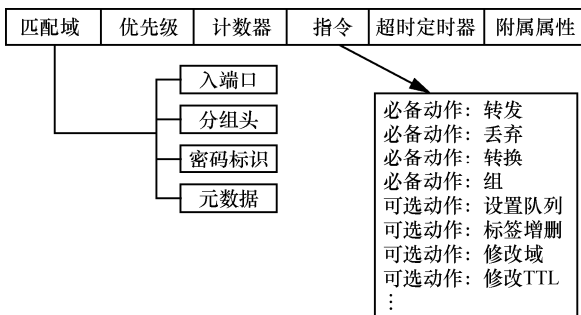 匹配域 优先级 计数器 指令 超时定时器 附属属性
入端口
分组头
密码标识
元数据
必备动作：转发
必备动作：丢弃
必备动作：转换
必备动作：组
可选动作：设置队列
可选动作：标签增删
可选动作：修改域
可选动作：修改TTL
⋮